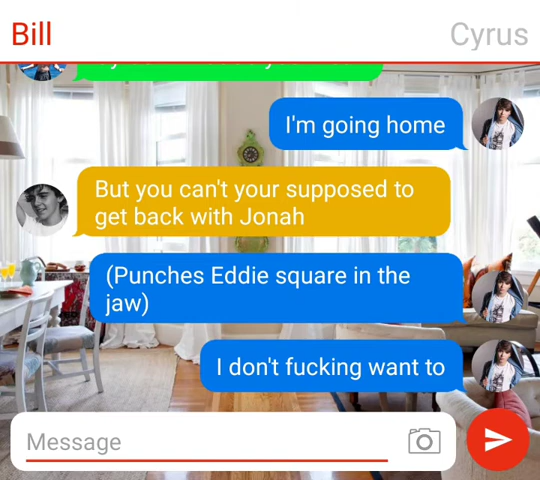 Bill
Cyrus
I'm going home
But you can't your supposed to
get back with Jonah
(Punches Eddie square in the
jaw)
I don't fucking want to
Message